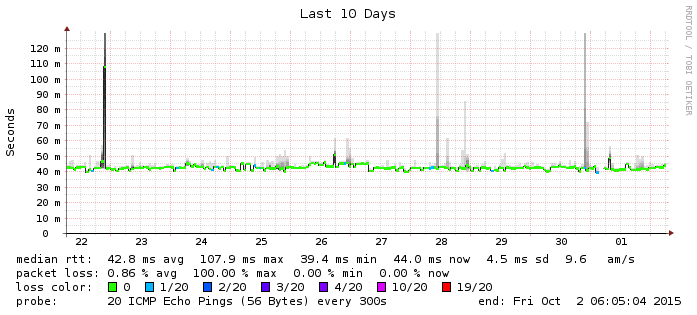 Last 10 Days
RRDTOOL / TOBI OETIKER
Seconds
120 m
110 m
100 m
90 m
80 m
70 m
60 m
50 m
40 m
30 m
20 m
10 m
0
22 23 24 25 26 27 28 29 30 01
median rtt: 42.8 ms avg 107.9 ms max 39.4 ms min 44.0 ms now 4.5 ms sd 9.6 am/s
packet loss: 0.86 % avg 100.00 % max 0.00 % min 0.00 % now
loss color: 0 1/20 2/20 3/20 4/20 10/20 19/20
probe: 20 ICMP Echo Pings (56 Bytes) every 300s end: Fri Oct 2 06:05:04 2015